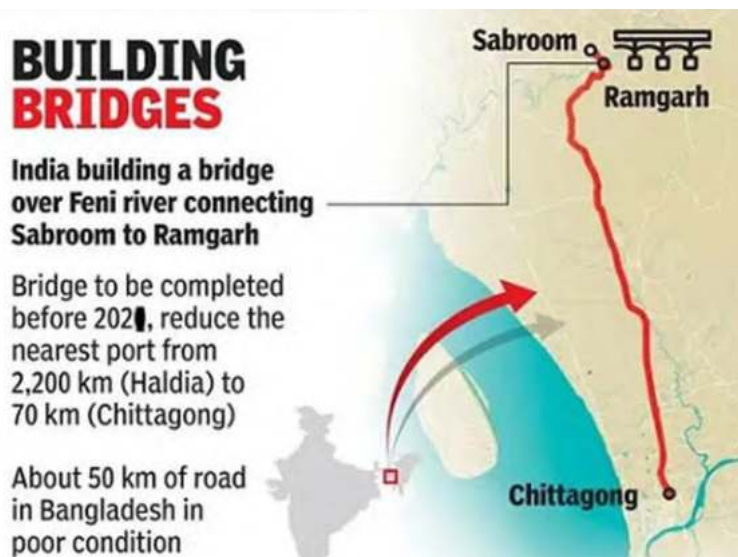 BUILDING
BRIDGES
India building a bridge
over Feni river connecting
Sabroom to Ramgarh
Bridge to be completed
before 202 , reduce the
nearest port from
2,200 km (Haldia) to
70 km (Chittagong)
About 50 km of road
in Bangladesh in
poor condition
Sabroom
Ramgarh
Chittagong